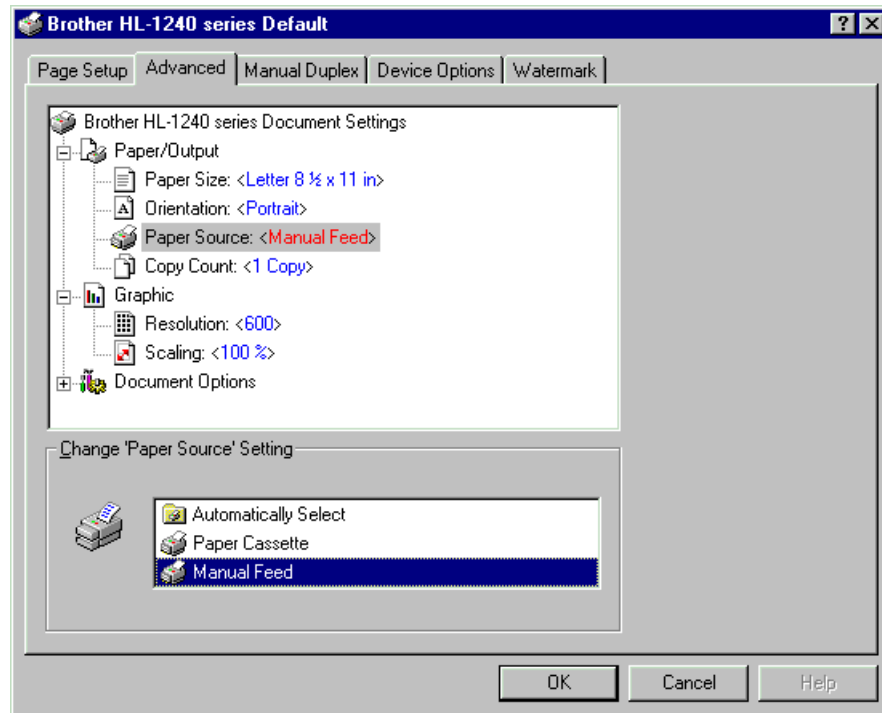 Brother HL-1240 series Default
Page Setup Advanced Manual Duplex Device Options Watermark
Brother HL-1240 series Document Settings
Paper/Output
Paper Size: <Letter 8 ½ x 11 in>
Orientation: <Portrait>
Paper Source: <Manual Feed>
Copy Count: <1 Copy>
Graphic
Resolution: <600>
Scaling: <100 %>
Document Options
Change 'Paper Source' Setting
Automatically Select
Paper Cassette
Manual Feed
OK Cancel Help